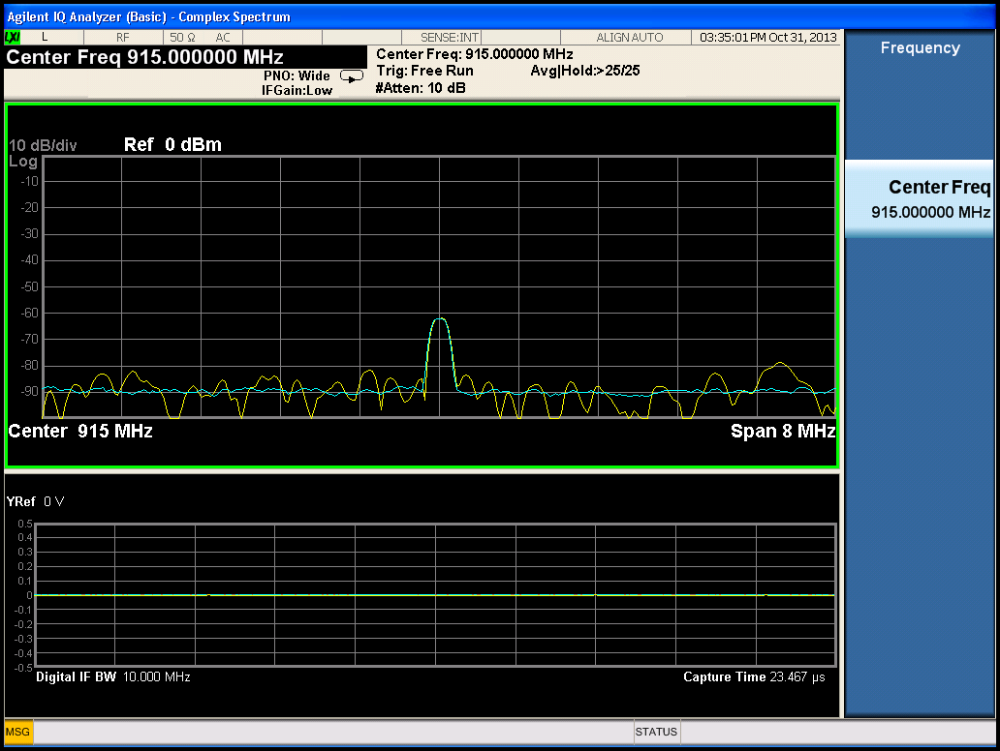 Agilent IQ Analyzer (Basic) - Complex Spectrum
LXI L RF 50 Ω AC SENSE:INT ALIGN AUTO 03:35:01 PM Oct 31, 2013
Center Freq 915.000000 MHz
PNO: Wide
IFGain:Low
Center Freq: 915.000000 MHz
Trig: Free Run Avg|Hold:>25/25
#Atten: 10 dB
Frequency
Center Freq
915.000000 MHz
10 dB/div Ref 0 dBm
Log
-10
-20
-30
-40
-50
-60
-70
-80
-90
Center 915 MHz Span 8 MHz
YRef 0 V
0.5
0.4
0.3
0.2
0.1
0
-0.1
-0.2
-0.3
-0.4
-0.5
Digital IF BW 10.000 MHz Capture Time 23.467 µs
MSG STATUS